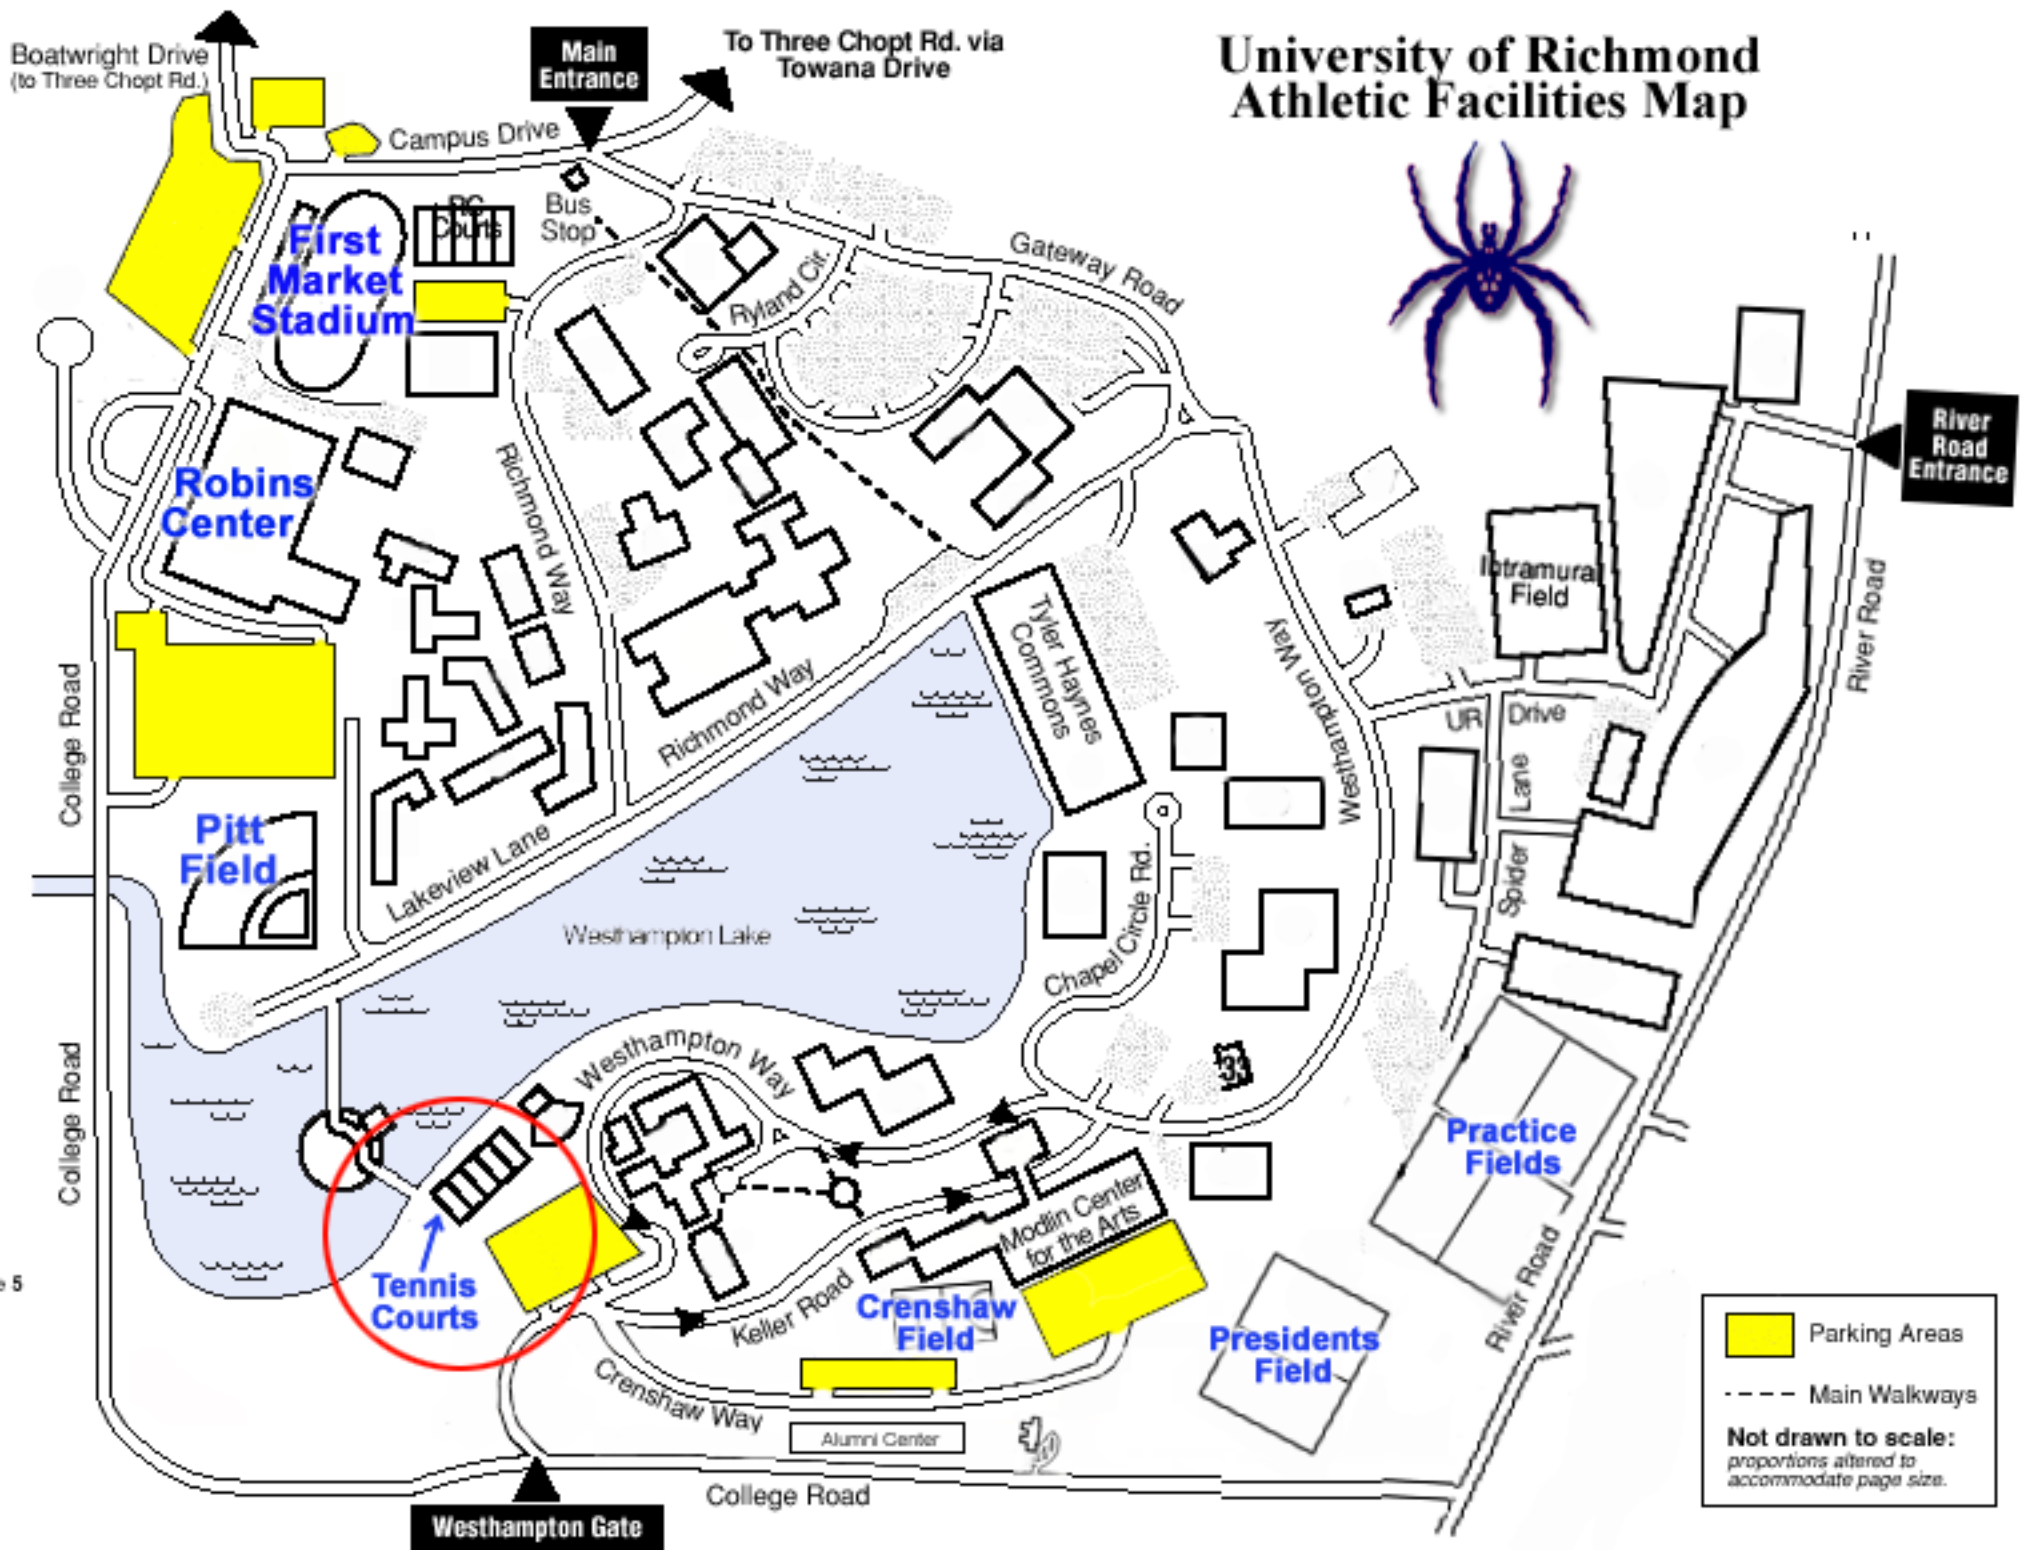 Boatwright Drive
(to Three Chopt Rd.)
Main
Entrance
To Three Chopt Rd. via
Towana Drive
University of Richmond
Athletic Facilities Map
Campus Drive
Bus
Stop
Courts
First
Market
Stadium
Ryland Cir.
Gateway Road
River
Road
Entrance
Robins
Center
Richmond Way
Intramural
Field
Tyler Haynes
Commons
Westhampton Way
River Road
College Road
Richmond Way
UR Drive
Westhampton
Spider Lane
Pitt
Field
Lakeview Lane
Westhampton Lake
Chapel Circle Rd.
College Road
Westhampton Way
33
Practice
Fields
Modlin Center
for the Arts
Tennis
Courts
5
Keller Road
Crenshaw
Field
Presidents
Field
River Road
Crenshaw Way
Alumni Center
College Road
Westhampton Gate
Parking Areas
Main Walkways
Not drawn to scale:
proportions altered to
accommodate page size.